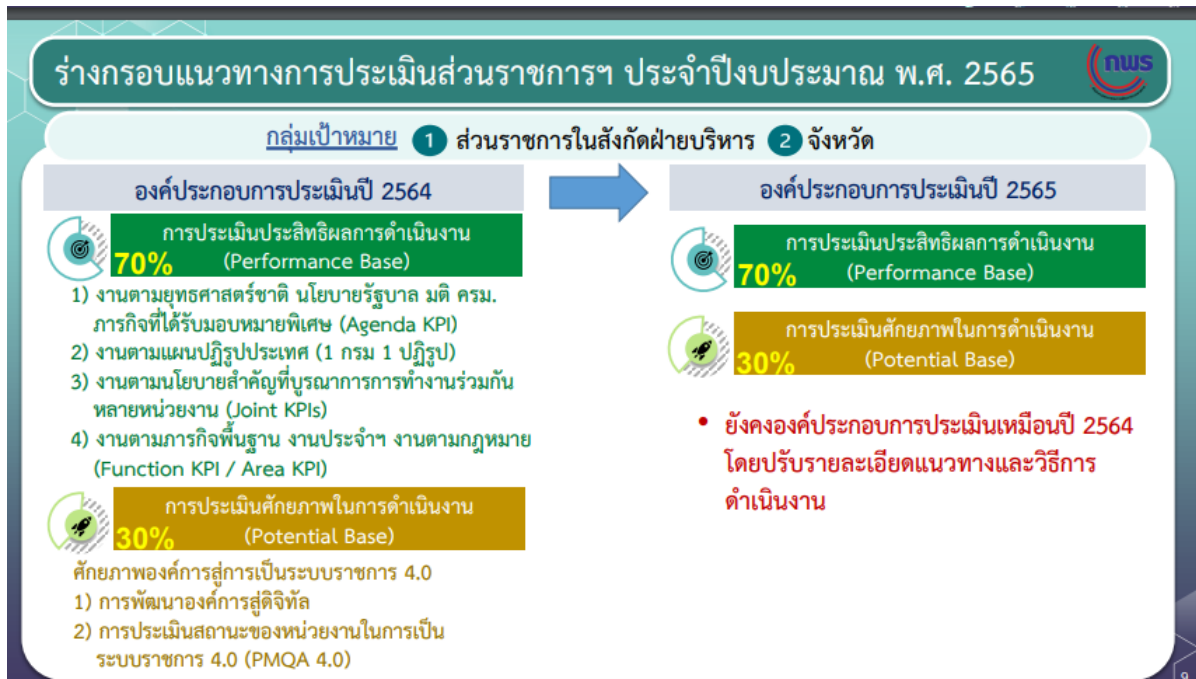 ร่างกรอบแนวทางการประเมินส่วนราชการฯ ประจำปีงบประมาณ พ.ศ. 2565
กพร
กลุ่มเป้าหมาย 1 ส่วนราชการในสังกัดฝ่ายบริหาร 2 จังหวัด
องค์ประกอบการประเมินปี 2564
การประเมินประสิทธิผลการดำเนินงาน
70% (Performance Base)
1) งานตามยุทธศาสตร์ชาติ นโยบายรัฐบาล มติ ครม.
ภารกิจที่ได้รับมอบหมายพิเศษ (Agenda KPI)
2) งานตามแผนปฏิรูปประเทศ (1 กรม 1 ปฏิรูป)
3) งานตามนโยบายสำคัญที่บูรณาการการทำงานร่วมกัน
หลายหน่วยงาน (Joint KPIs)
4) งานตามภารกิจพื้นฐาน งานประจำฯ งานตามกฎหมาย
(Function KPI / Area KPI)
การประเมินศักยภาพในการดำเนินงาน
30% (Potential Base)
ศักยภาพองค์การสู่การเป็นระบบราชการ 4.0
1) การพัฒนาองค์การสู่ดิจิทัล
2) การประเมินสถานะของหน่วยงานในการเป็น
ระบบราชการ 4.0 (PMQA 4.0)
องค์ประกอบการประเมินปี 2565
การประเมินประสิทธิผลการดำเนินงาน
70% (Performance Base)
การประเมินศักยภาพในการดำเนินงาน
30% (Potential Base)
• ยังคงองค์ประกอบการประเมินเหมือนปี 2564
โดยปรับรายละเอียดแนวทางและวิธีการ
ดำเนินงาน
9